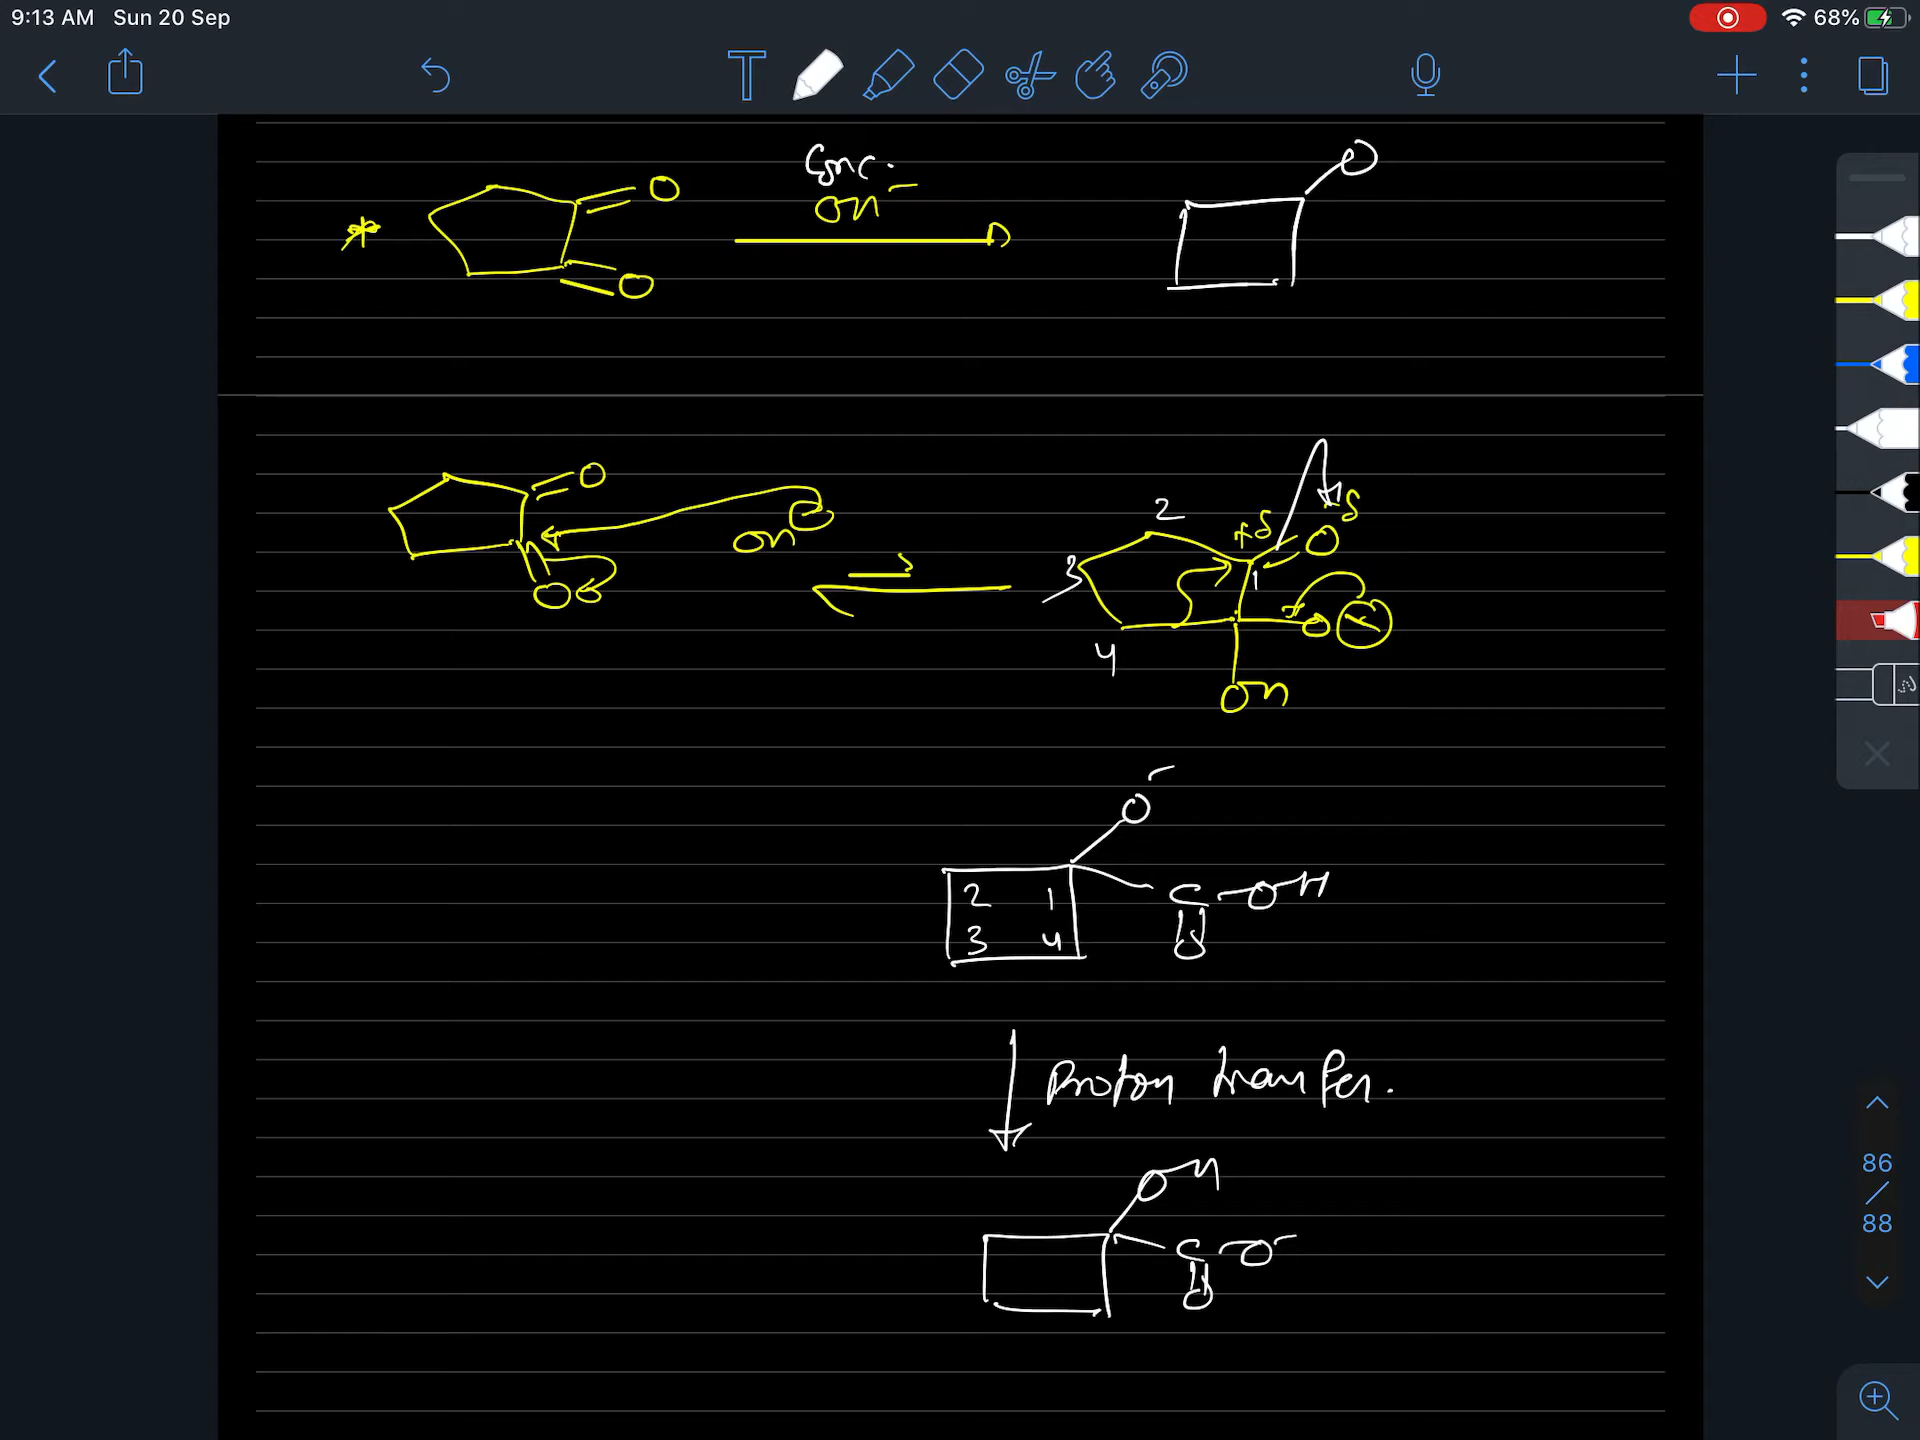 9:13 AM Sun 20 Sep
68%
T
Conc.
OH⁻
* O
O
O
O
O⊖
OH⊖
2
3
4
1
+δ
δ
O
O⊖
OH
O⁻
2 1
3 4
C-OH
O
Proton transfer.
OH
C-O⁻
O
86
/
88